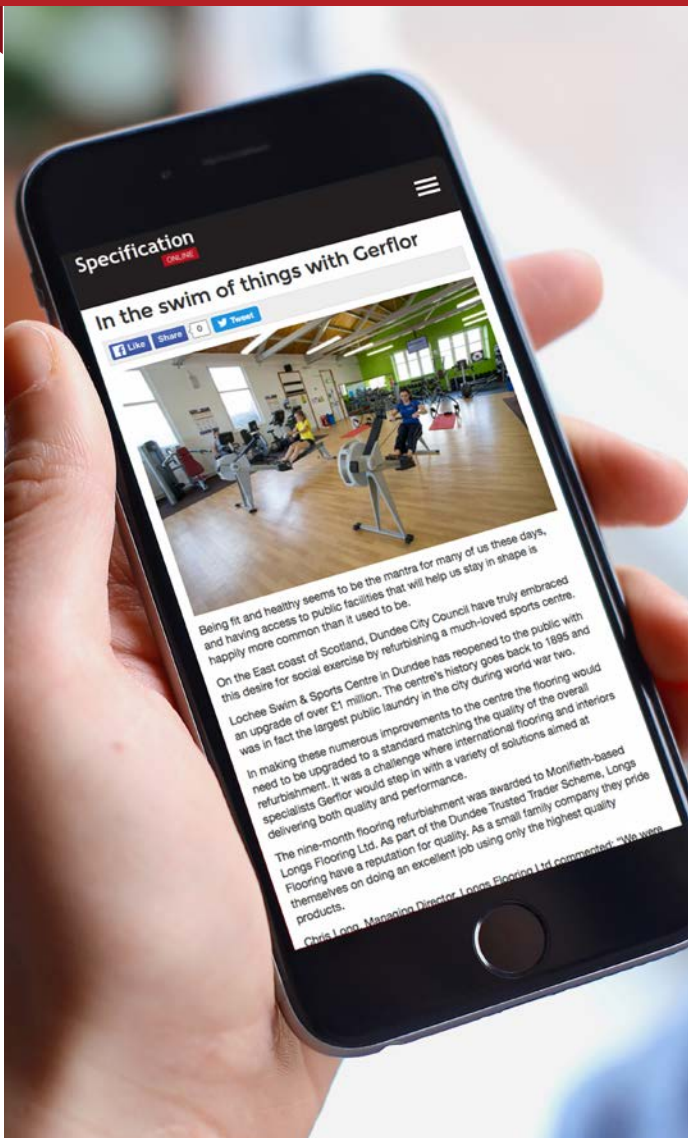 Specification
ONLINE
In the swim of things with Gerflor
Like Share 0 Tweet
Being fit and healthy seems to be the mantra for many of us these days,
and having access to public facilities that will help us stay in shape is
happily more common than it used to be.
On the East coast of Scotland, Dundee City Council have truly embraced
this desire for social exercise by refurbishing a much-loved sports centre.
Lochee Swim & Sports Centre in Dundee has reopened to the public with
an upgrade of over £1 million. The centre's history goes back to 1895 and
was in fact the largest public laundry in the city during world war two.
In making these numerous improvements to the centre the flooring would
need to be upgraded to a standard matching the quality of the overall
refurbishment. It was a challenge where international flooring and interiors
specialists Gerflor would step in with a variety of solutions aimed at
delivering both quality and performance.
The nine-month flooring refurbishment was awarded to Monifieth-based
Longs Flooring Ltd. As part of the Dundee Trusted Trader Scheme, Longs
Flooring have a reputation for quality. As a small family company they pride
themselves on doing an excellent job using only the highest quality
products.
Chris Long, Managing Director, Longs Flooring Ltd commented: "We were